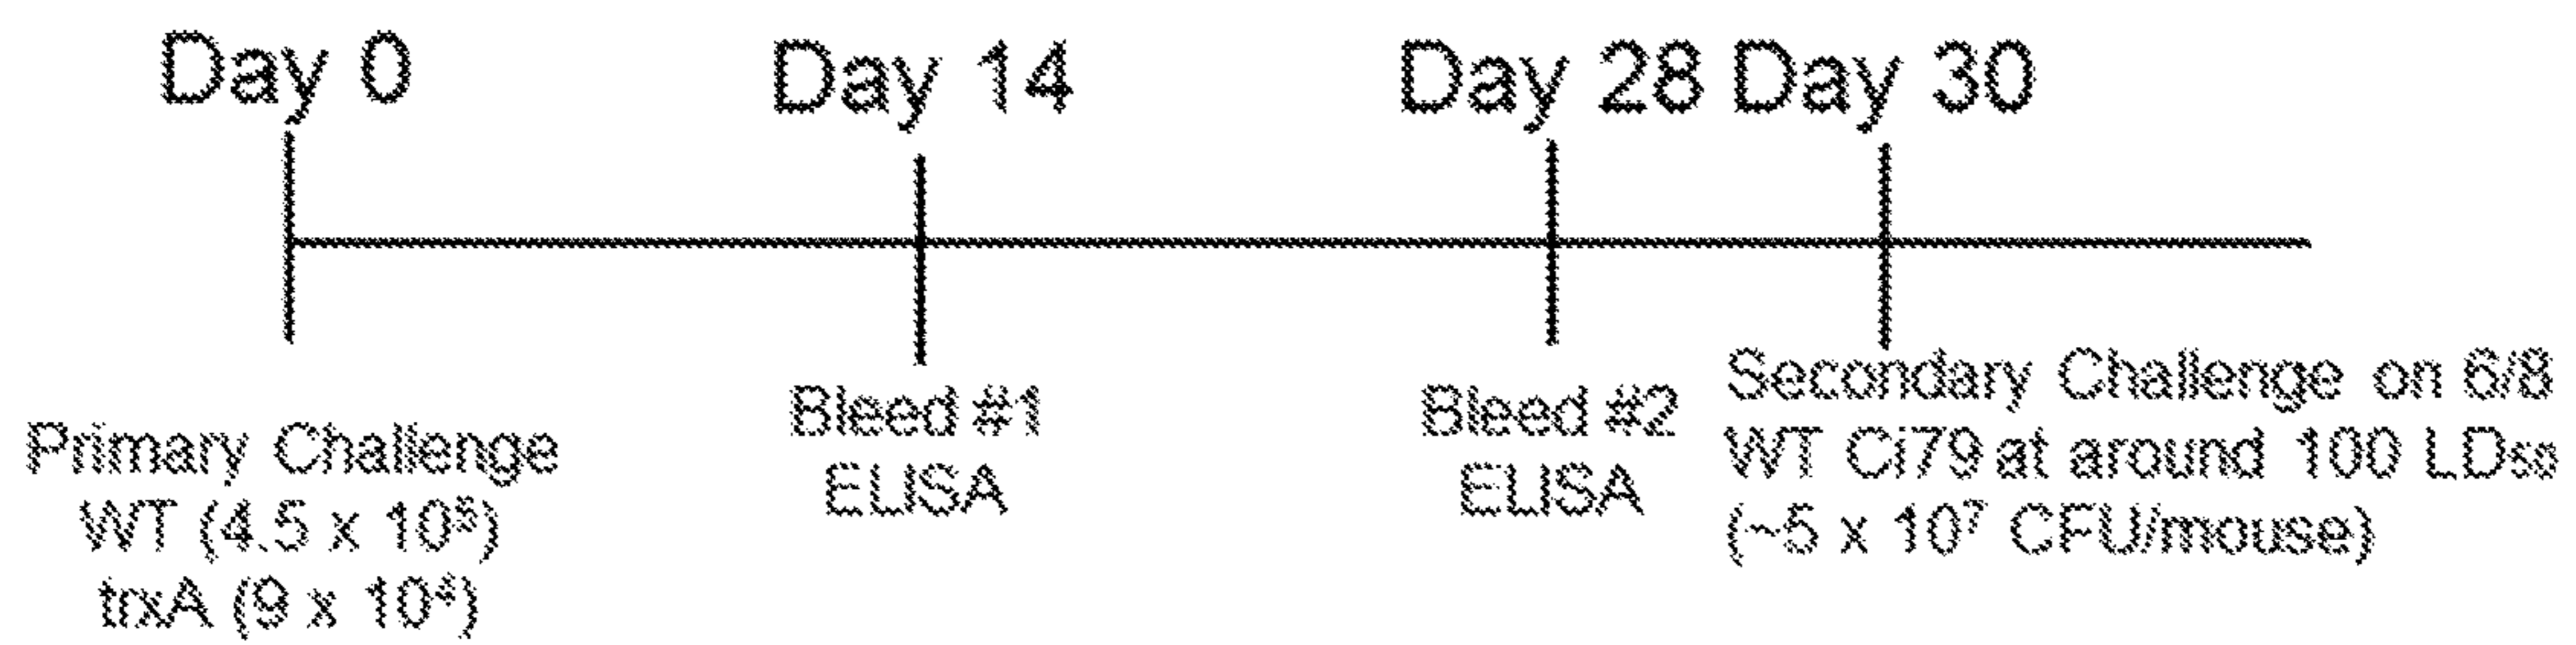 Day 0
Day 14
Day 28
Day 30
Primary Challenge
WT (4.5 x 10⁵)
trxA (9 x 10⁴)
Bleed #1
ELISA
Bleed #2
ELISA
Secondary Challenge on 6/8
WT Ci79 at around 100 LD₅₀
(~5 x 10⁷ CFU/mouse)